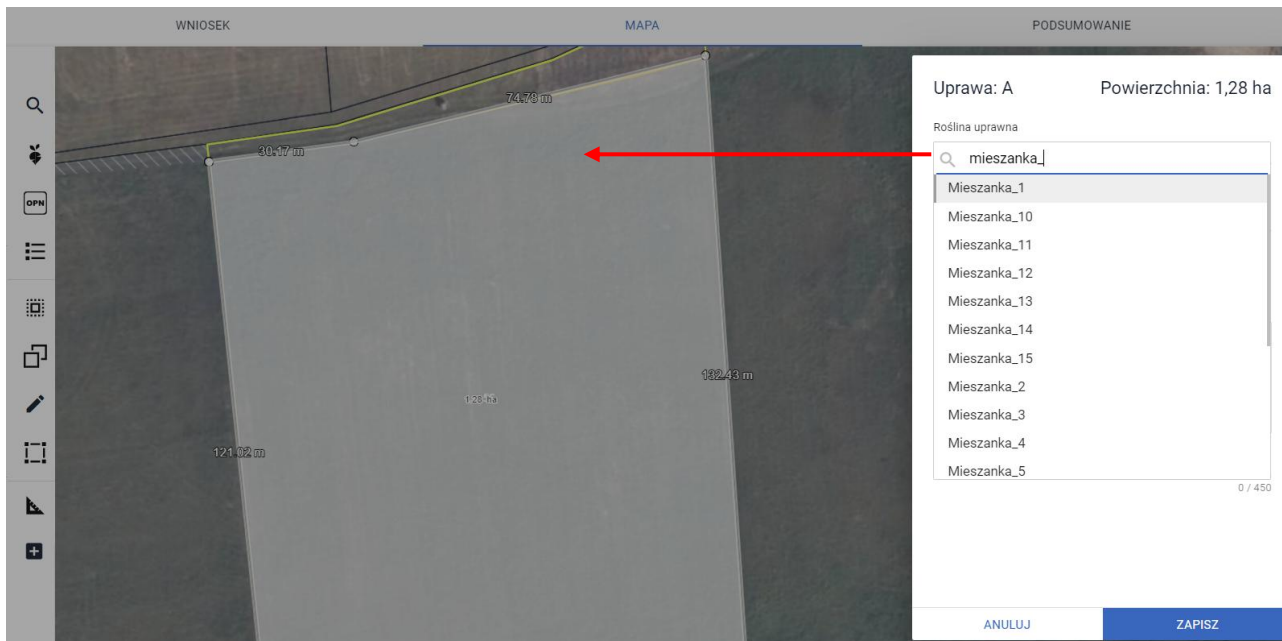 WNIOSEK MAPA PODSUMOWANIE
Uprawa: A Powierzchnia: 1,28 ha
Roślina uprawna
mieszanka_
Mieszanka_1
Mieszanka_10
Mieszanka_11
Mieszanka_12
Mieszanka_13
Mieszanka_14
Mieszanka_15
Mieszanka_2
Mieszanka_3
Mieszanka_4
Mieszanka_5
0 / 450
ANULUJ ZAPISZ
OPN
74.78 m
30.17 m
132.43 m
1.28 ha
121.02 m